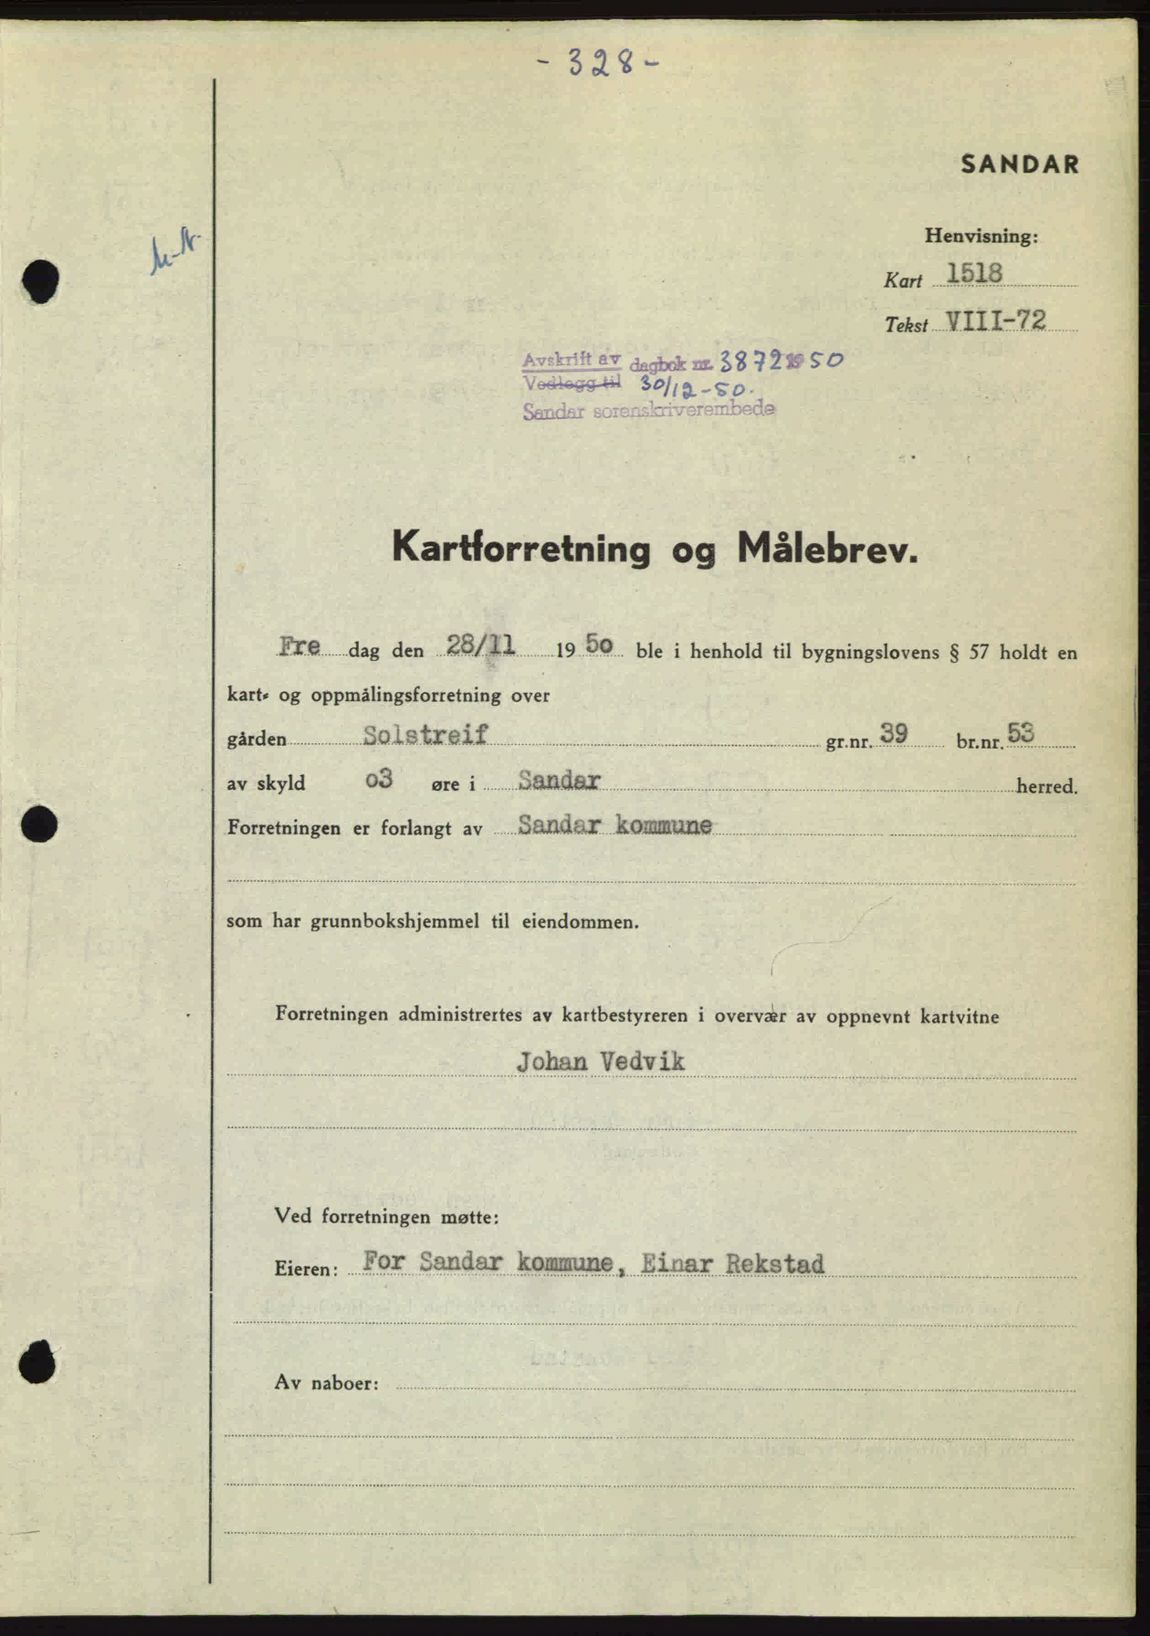 - 328 -
SANDAR
Henvisning:
Kart 1518
Tekst VIII-72
Avskrift av dagbok nr. 3872 1950
Vedlegg til 30/12-50.
Sandar sorenskriverembede
Kartforretning og Målebrev.
Fre dag den 28/11 1950 ble i henhold til bygningslovens § 57 holdt en
kart- og oppmålingsforretning over
gården Solstreif gr.nr. 39 br.nr. 53
av skyld o3 øre i Sandar herred.
Forretningen er forlangt av Sandar kommune
som har grunnbokshjemmel til eiendommen.
Forretningen administrertes av kartbestyreren i overvær av oppnevnt kartvitne
Johan Vedvik
Ved forretningen møtte:
Eieren: For Sandar kommune, Einar Rekstad
Av naboer: